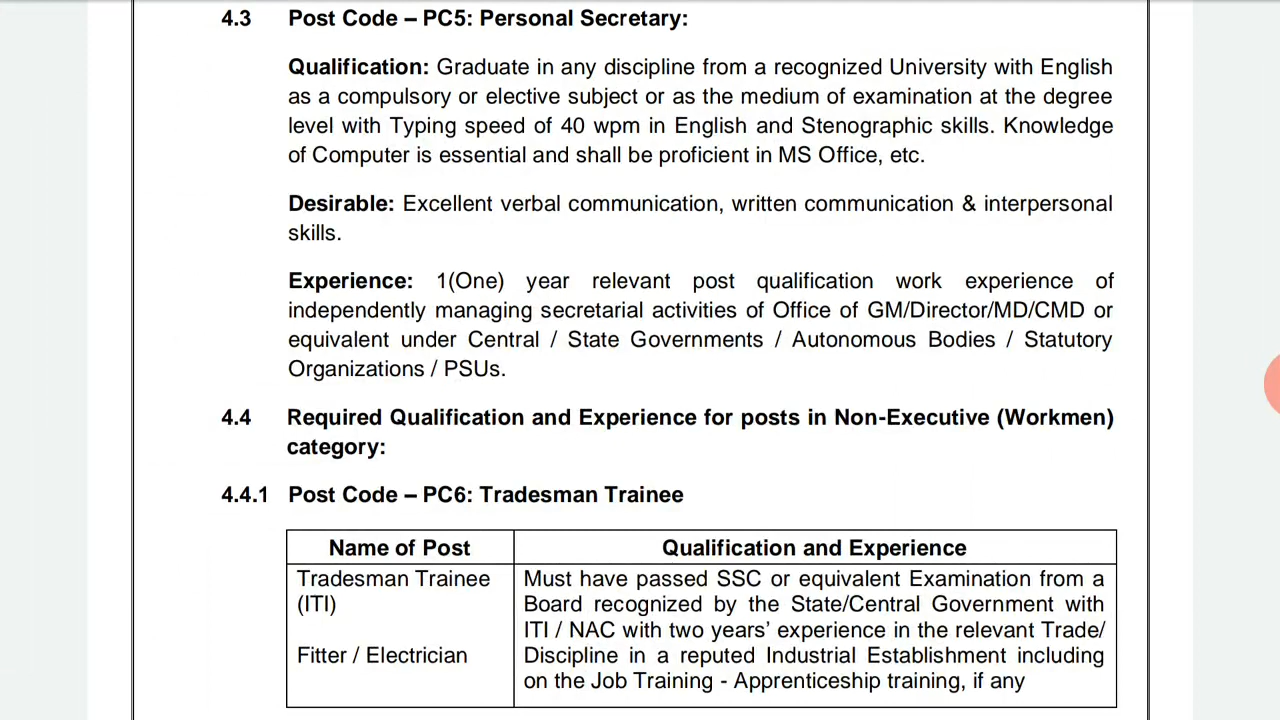 4.3 Post Code – PC5: Personal Secretary:
Qualification: Graduate in any discipline from a recognized University with English
as a compulsory or elective subject or as the medium of examination at the degree
level with Typing speed of 40 wpm in English and Stenographic skills. Knowledge
of Computer is essential and shall be proficient in MS Office, etc.
Desirable: Excellent verbal communication, written communication & interpersonal
skills.
Experience: 1(One) year relevant post qualification work experience of
independently managing secretarial activities of Office of GM/Director/MD/CMD or
equivalent under Central / State Governments / Autonomous Bodies / Statutory
Organizations / PSUs.
4.4 Required Qualification and Experience for posts in Non-Executive (Workmen)
category:
4.4.1 Post Code – PC6: Tradesman Trainee
Name of Post
Qualification and Experience
Tradesman Trainee
(ITI)
Fitter / Electrician
Must have passed SSC or equivalent Examination from a
Board recognized by the State/Central Government with
ITI / NAC with two years’ experience in the relevant Trade/
Discipline in a reputed Industrial Establishment including
on the Job Training - Apprenticeship training, if any